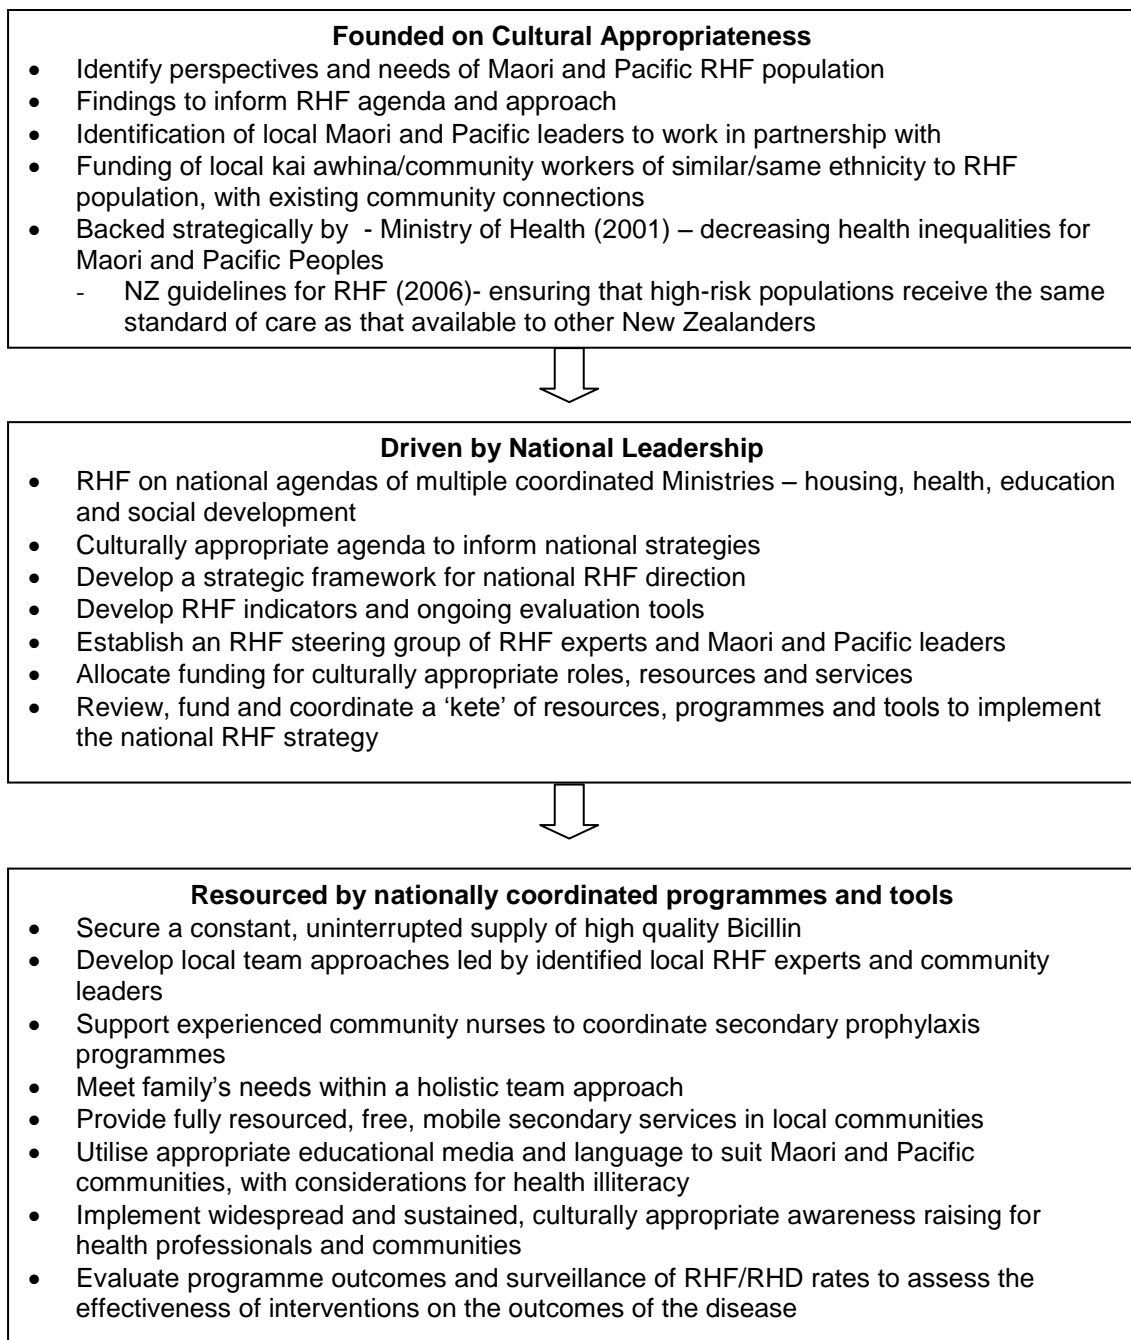 Founded on Cultural Appropriateness
• Identify perspectives and needs of Maori and Pacific RHF population
• Findings to inform RHF agenda and approach
• Identification of local Maori and Pacific leaders to work in partnership with
• Funding of local kai awhina/community workers of similar/same ethnicity to RHF
population, with existing community connections
• Backed strategically by - Ministry of Health (2001) – decreasing health inequalities for
Maori and Pacific Peoples
- NZ guidelines for RHF (2006)- ensuring that high-risk populations receive the same
standard of care as that available to other New Zealanders
Driven by National Leadership
• RHF on national agendas of multiple coordinated Ministries – housing, health, education
and social development
• Culturally appropriate agenda to inform national strategies
• Develop a strategic framework for national RHF direction
• Develop RHF indicators and ongoing evaluation tools
• Establish an RHF steering group of RHF experts and Maori and Pacific leaders
• Allocate funding for culturally appropriate roles, resources and services
• Review, fund and coordinate a ‘kete’ of resources, programmes and tools to implement
the national RHF strategy
Resourced by nationally coordinated programmes and tools
• Secure a constant, uninterrupted supply of high quality Bicillin
• Develop local team approaches led by identified local RHF experts and community
leaders
• Support experienced community nurses to coordinate secondary prophylaxis
programmes
• Meet family’s needs within a holistic team approach
• Provide fully resourced, free, mobile secondary services in local communities
• Utilise appropriate educational media and language to suit Maori and Pacific
communities, with considerations for health illiteracy
• Implement widespread and sustained, culturally appropriate awareness raising for
health professionals and communities
• Evaluate programme outcomes and surveillance of RHF/RHD rates to assess the
effectiveness of interventions on the outcomes of the disease